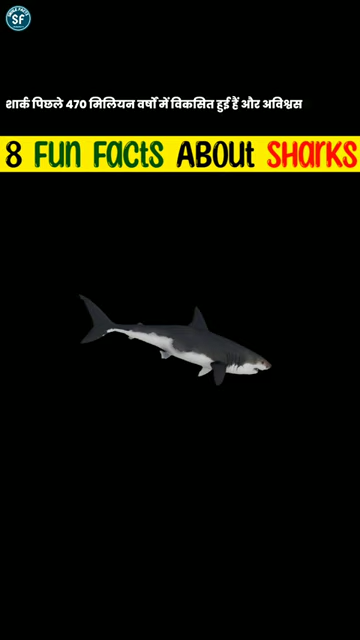 SF
शार्क पिछले 470 मिलियन वर्षों में विकसित हुई हैं और अविश्वस
8 Fun Facts About Sharks